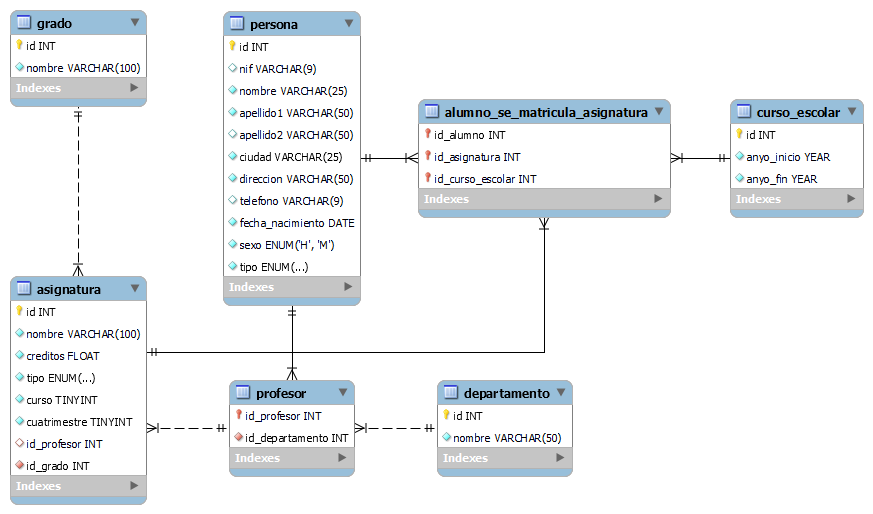 grado
id INT
nombre VARCHAR(100)
Indexes
persona
id INT
nif VARCHAR(9)
nombre VARCHAR(25)
apellido1 VARCHAR(50)
apellido2 VARCHAR(50)
ciudad VARCHAR(25)
direccion VARCHAR(50)
telefono VARCHAR(9)
fecha_nacimiento DATE
sexo ENUM('H', 'M')
tipo ENUM(...)
Indexes
alumno_se_matricula_asignatura
id_alumno INT
id_asignatura INT
id_curso_escolar INT
Indexes
curso_escolar
id INT
anyo_inicio YEAR
anyo_fin YEAR
Indexes
asignatura
id INT
nombre VARCHAR(100)
creditos FLOAT
tipo ENUM(...)
curso TINYINT
cuatrimestre TINYINT
id_profesor INT
id_grado INT
Indexes
profesor
id_profesor INT
id_departamento INT
Indexes
departamento
id INT
nombre VARCHAR(50)
Indexes